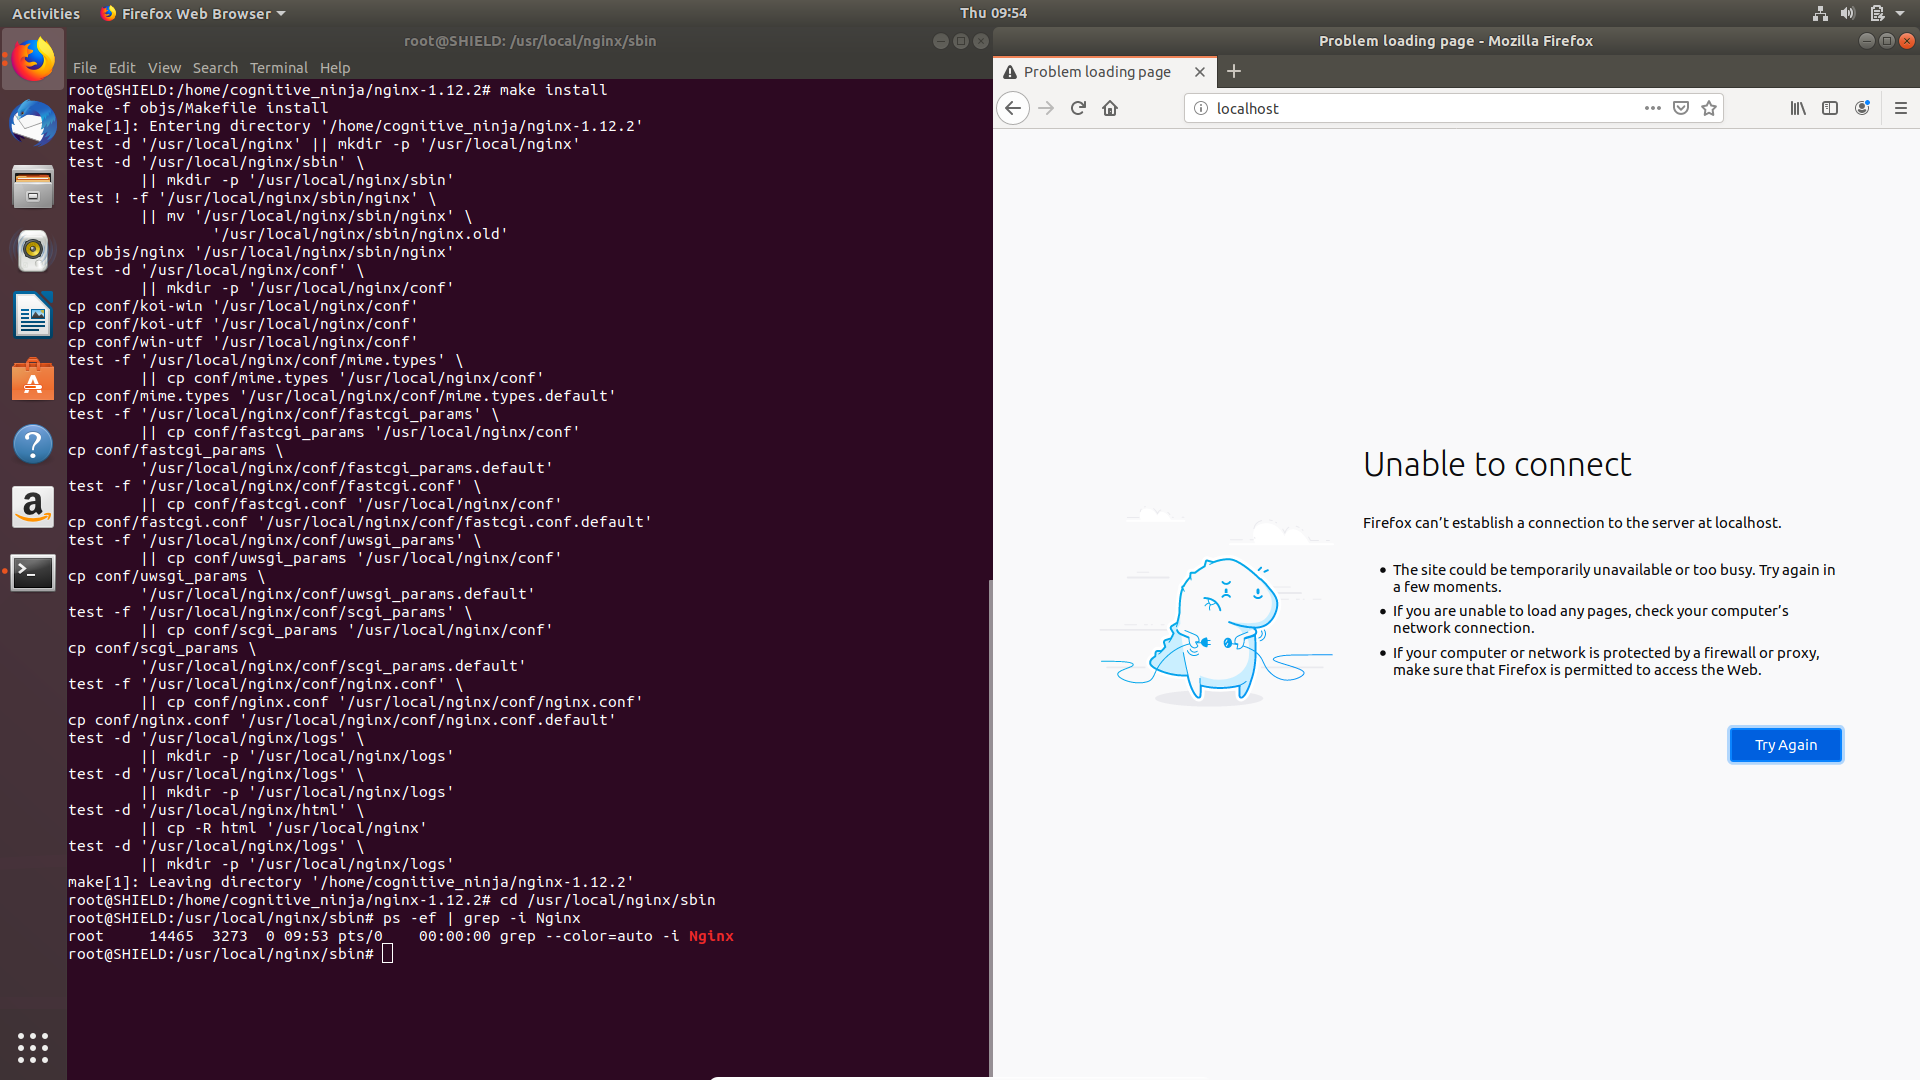 Activities
Firefox Web Browser
Thu 09:54
root@SHIELD: /usr/local/nginx/sbin
File Edit View Search Terminal Help
root@SHIELD:/home/cognitive_ninja/nginx-1.12.2# make install
make -f objs/Makefile install
make[1]: Entering directory '/home/cognitive_ninja/nginx-1.12.2'
test -d '/usr/local/nginx' || mkdir -p '/usr/local/nginx'
test -d '/usr/local/nginx/sbin' \
        || mkdir -p '/usr/local/nginx/sbin'
test ! -f '/usr/local/nginx/sbin/nginx' \
        || mv '/usr/local/nginx/sbin/nginx' \
                '/usr/local/nginx/sbin/nginx.old'
cp objs/nginx '/usr/local/nginx/sbin/nginx'
test -d '/usr/local/nginx/conf' \
        || mkdir -p '/usr/local/nginx/conf'
cp conf/koi-win '/usr/local/nginx/conf'
cp conf/koi-utf '/usr/local/nginx/conf'
cp conf/win-utf '/usr/local/nginx/conf'
test -f '/usr/local/nginx/conf/mime.types' \
        || cp conf/mime.types '/usr/local/nginx/conf'
cp conf/mime.types '/usr/local/nginx/conf/mime.types.default'
test -f '/usr/local/nginx/conf/fastcgi_params' \
        || cp conf/fastcgi_params '/usr/local/nginx/conf'
cp conf/fastcgi_params \
        '/usr/local/nginx/conf/fastcgi_params.default'
test -f '/usr/local/nginx/conf/fastcgi.conf' \
        || cp conf/fastcgi.conf '/usr/local/nginx/conf'
cp conf/fastcgi.conf '/usr/local/nginx/conf/fastcgi.conf.default'
test -f '/usr/local/nginx/conf/uwsgi_params' \
        || cp conf/uwsgi_params '/usr/local/nginx/conf'
cp conf/uwsgi_params \
        '/usr/local/nginx/conf/uwsgi_params.default'
test -f '/usr/local/nginx/conf/scgi_params' \
        || cp conf/scgi_params '/usr/local/nginx/conf'
cp conf/scgi_params \
        '/usr/local/nginx/conf/scgi_params.default'
test -f '/usr/local/nginx/conf/nginx.conf' \
        || cp conf/nginx.conf '/usr/local/nginx/conf/nginx.conf'
cp conf/nginx.conf '/usr/local/nginx/conf/nginx.conf.default'
test -d '/usr/local/nginx/logs' \
        || mkdir -p '/usr/local/nginx/logs'
test -d '/usr/local/nginx/logs' \
        || mkdir -p '/usr/local/nginx/logs'
test -d '/usr/local/nginx/html' \
        || cp -R html '/usr/local/nginx'
test -d '/usr/local/nginx/logs' \
        || mkdir -p '/usr/local/nginx/logs'
make[1]: Leaving directory '/home/cognitive_ninja/nginx-1.12.2'
root@SHIELD:/home/cognitive_ninja/nginx-1.12.2# cd /usr/local/nginx/sbin
root@SHIELD:/usr/local/nginx/sbin# ps -ef | grep -i Nginx
root     14465  3273  0 09:53 pts/0    00:00:00 grep --color=auto -i Nginx
root@SHIELD:/usr/local/nginx/sbin#
Problem loading page - Mozilla Firefox
Problem loading page
localhost
Unable to connect
Firefox can’t establish a connection to the server at localhost.
• The site could be temporarily unavailable or too busy. Try again in
a few moments.
• If you are unable to load any pages, check your computer’s
network connection.
• If your computer or network is protected by a firewall or proxy,
make sure that Firefox is permitted to access the Web.
Try Again